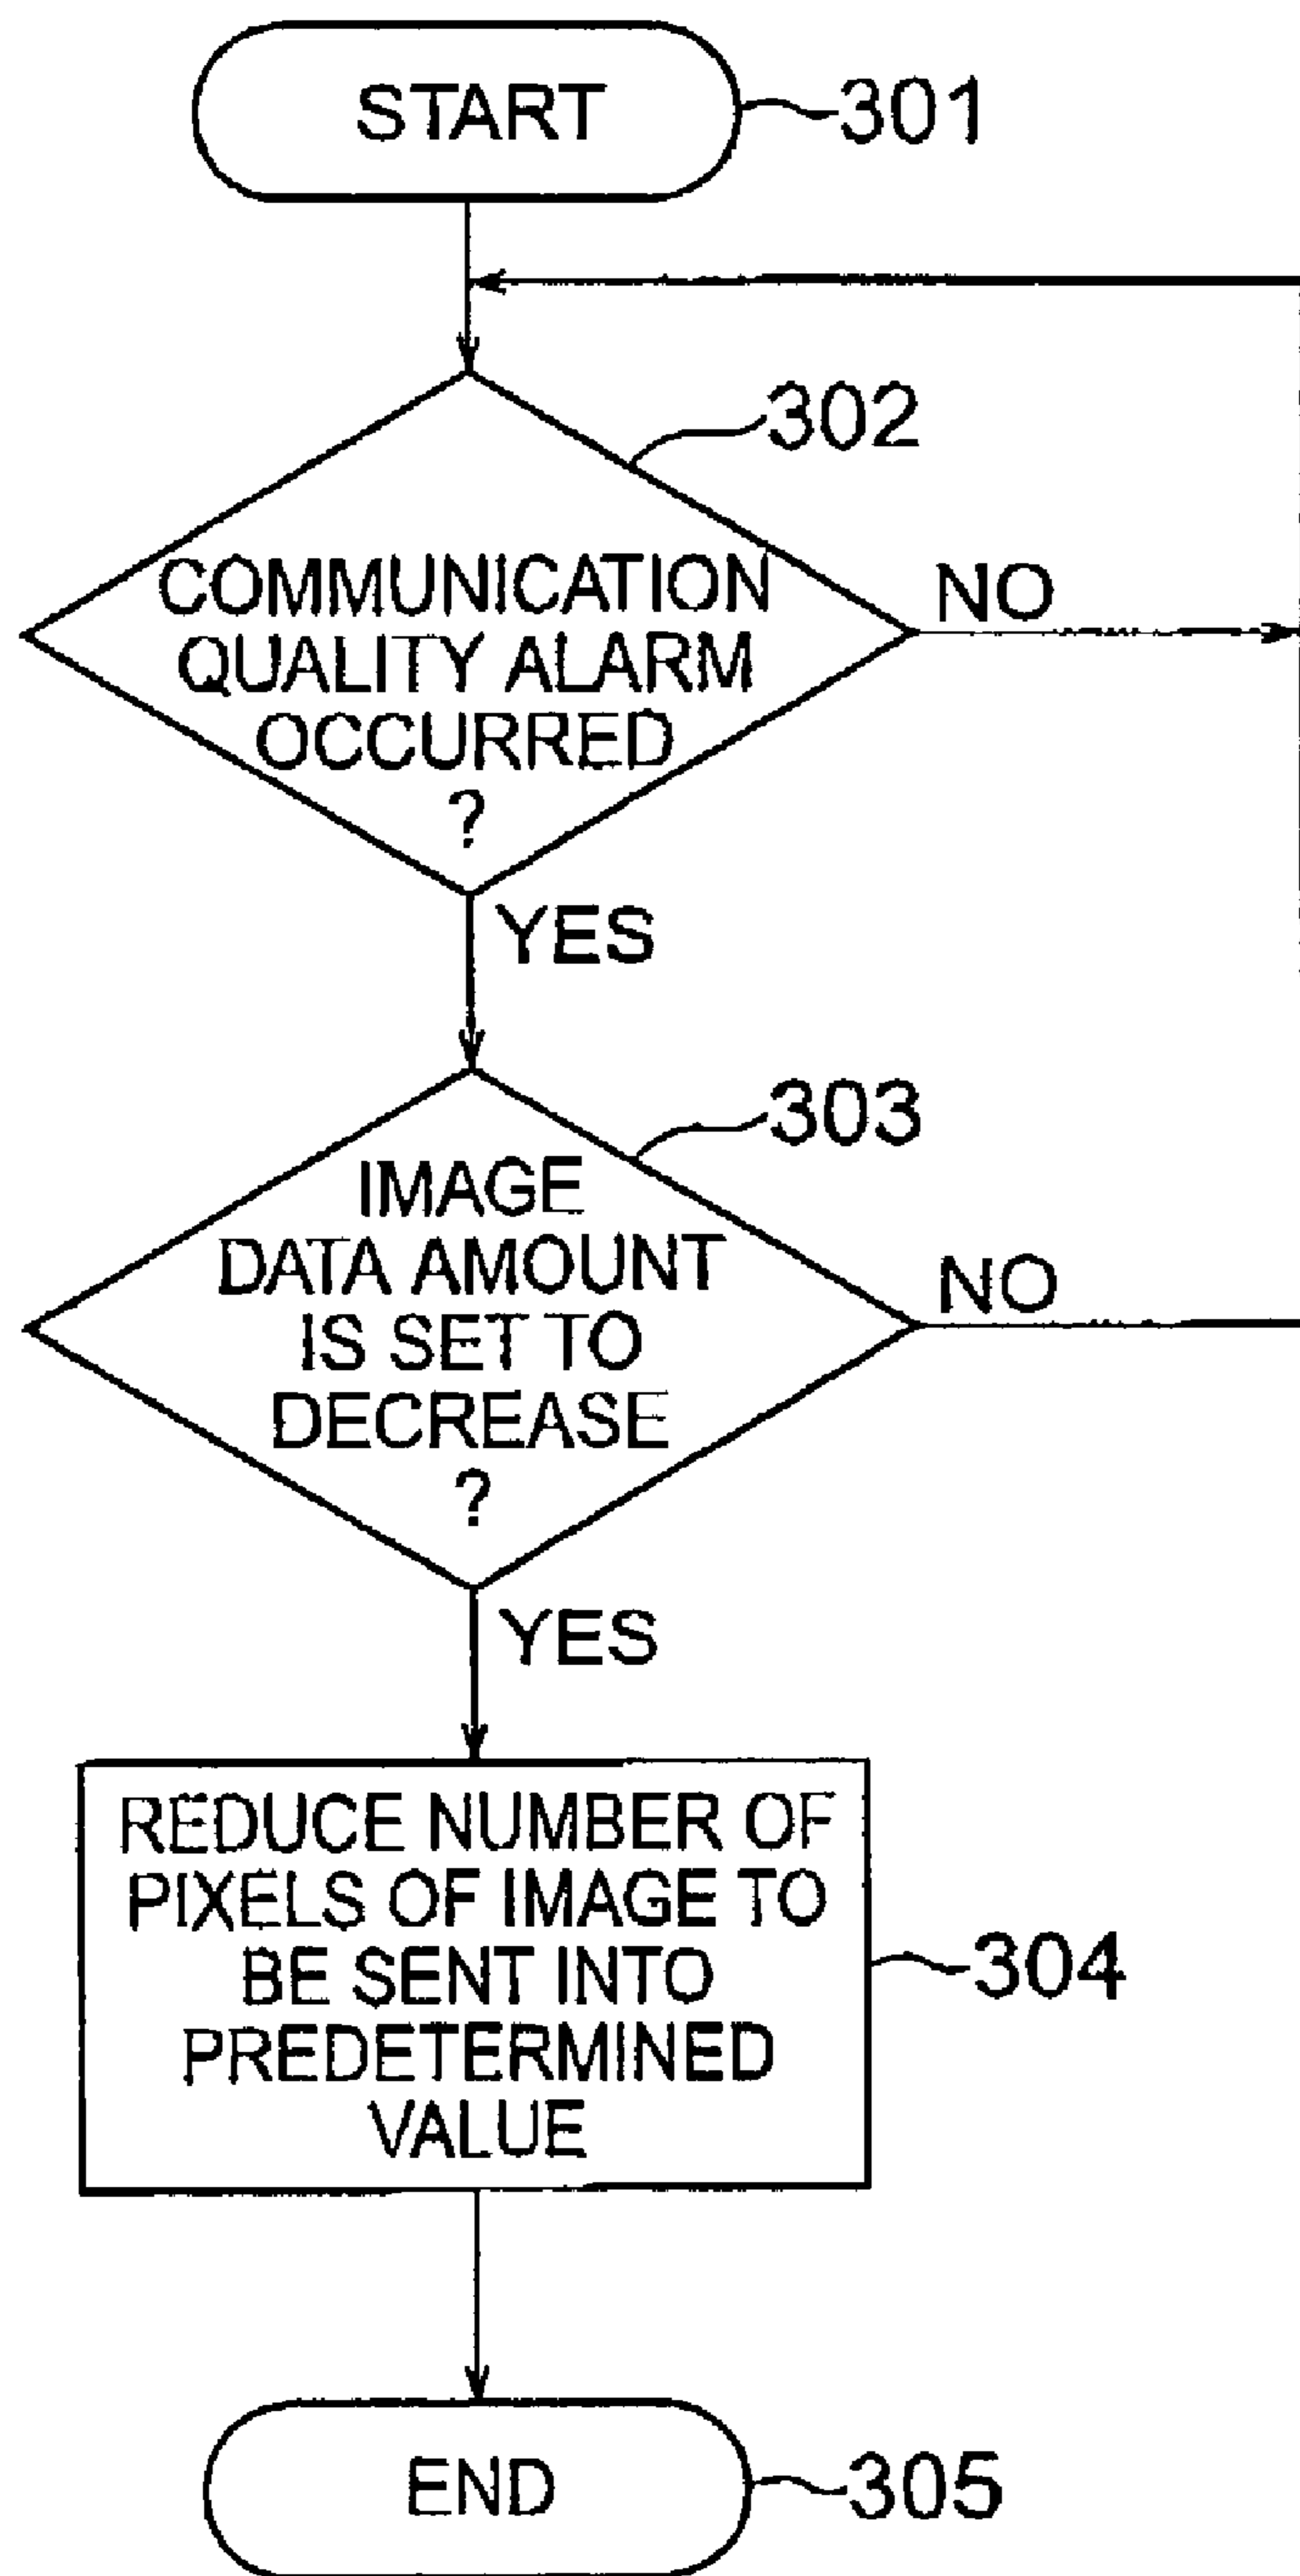 START
301
302
COMMUNICATION
QUALITY ALARM
OCCURRED
?
NO
YES
303
IMAGE
DATA AMOUNT
IS SET TO
DECREASE
?
NO
YES
REDUCE NUMBER OF
PIXELS OF IMAGE TO
BE SENT INTO
PREDETERMINED
VALUE
304
END
305